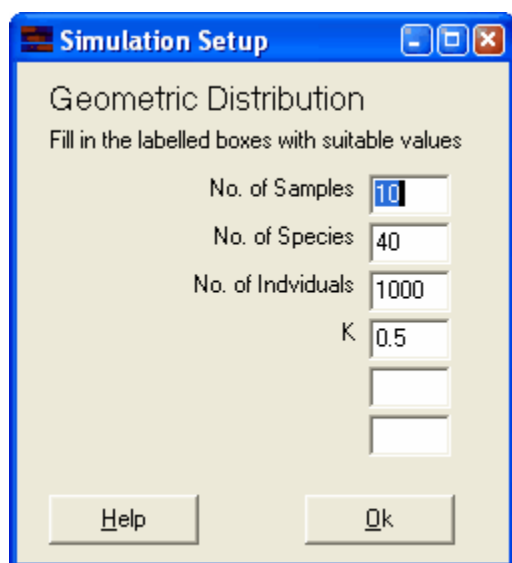 Simulation Setup
Geometric Distribution
Fill in the labelled boxes with suitable values
No. of Samples 10
No. of Species 40
No. of Indviduals 1000
K 0.5
Help Ok